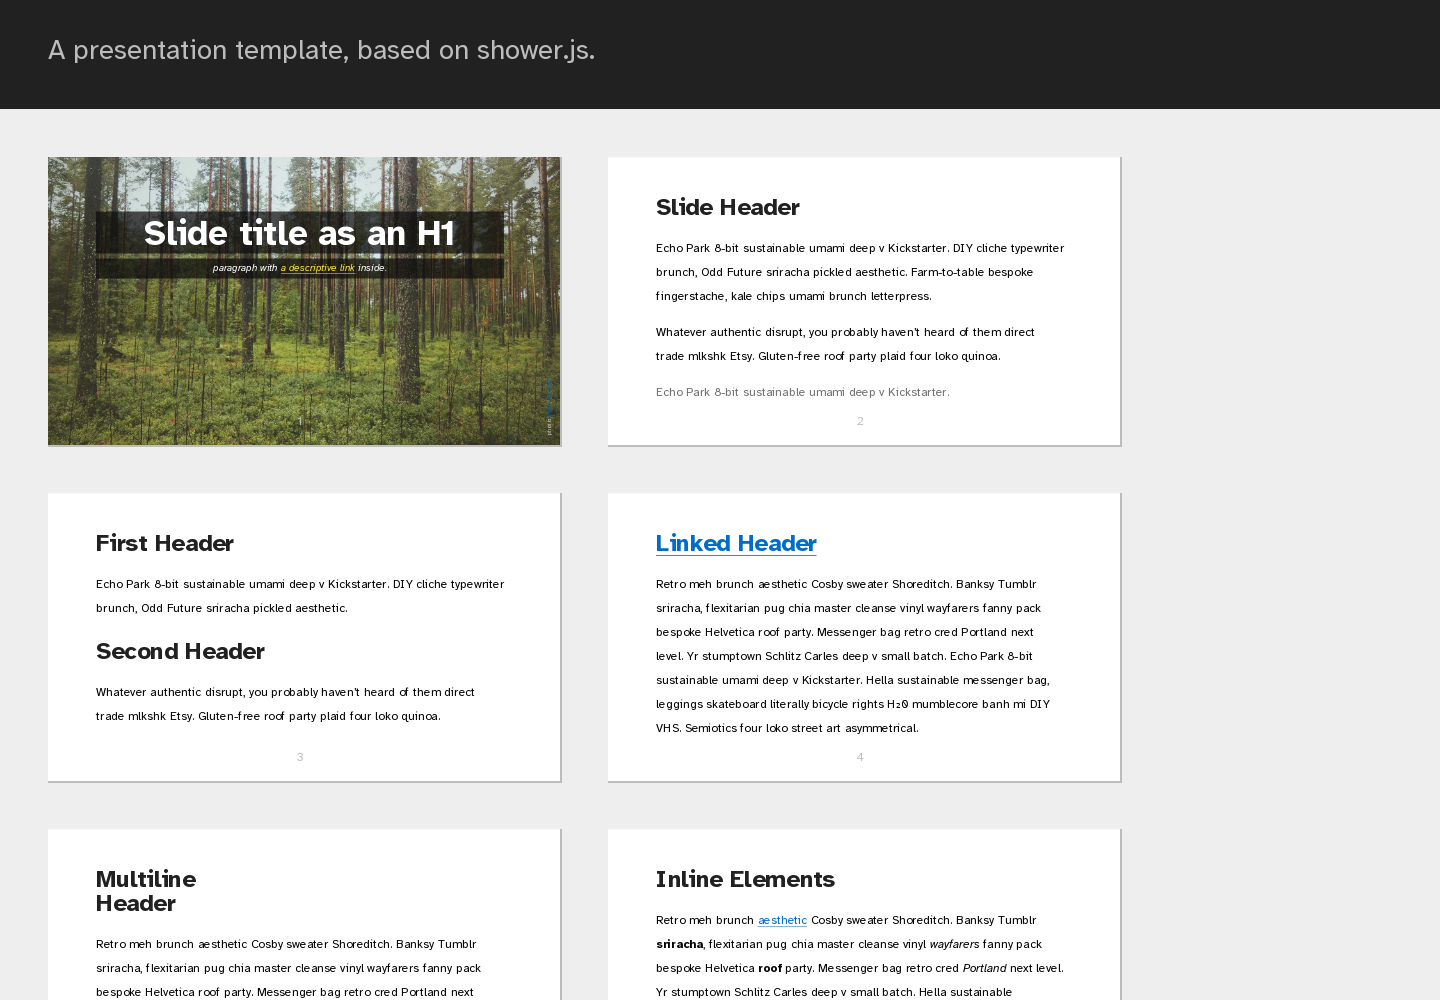 A presentation template, based on shower.js.
Slide title as an H1
paragraph with a descriptive link inside.
1
Slide Header
Echo Park 8-bit sustainable umami deep v Kickstarter. DIY cliche typewriter
brunch, Odd Future sriracha pickled aesthetic. Farm-to-table bespoke
fingerstache, kale chips umami brunch letterpress.
Whatever authentic disrupt, you probably haven't heard of them direct
trade mlkshk Etsy. Gluten-free roof party plaid four loko quinoa.
Echo Park 8-bit sustainable umami deep v Kickstarter.
2
First Header
Echo Park 8-bit sustainable umami deep v Kickstarter. DIY cliche typewriter
brunch, Odd Future sriracha pickled aesthetic.
Second Header
Whatever authentic disrupt, you probably haven't heard of them direct
trade mlkshk Etsy. Gluten-free roof party plaid four loko quinoa.
3
Linked Header
Retro meh brunch aesthetic Cosby sweater Shoreditch. Banksy Tumblr
sriracha, flexitarian pug chia master cleanse vinyl wayfarers fanny pack
bespoke Helvetica roof party. Messenger bag retro cred Portland next
level. Yr stumptown Schlitz Carles deep v small batch. Echo Park 8-bit
sustainable umami deep v Kickstarter. Hella sustainable messenger bag,
leggings skateboard literally bicycle rights H₂0 mumblecore banh mi DIY
VHS. Semiotics four loko street art asymmetrical.
4
Multiline
Header
Retro meh brunch aesthetic Cosby sweater Shoreditch. Banksy Tumblr
sriracha, flexitarian pug chia master cleanse vinyl wayfarers fanny pack
bespoke Helvetica roof party. Messenger bag retro cred Portland next
Inline Elements
Retro meh brunch aesthetic Cosby sweater Shoreditch. Banksy Tumblr
sriracha, flexitarian pug chia master cleanse vinyl wayfarers fanny pack
bespoke Helvetica roof party. Messenger bag retro cred Portland next level.
Yr stumptown Schlitz Carles deep v small batch. Hella sustainable